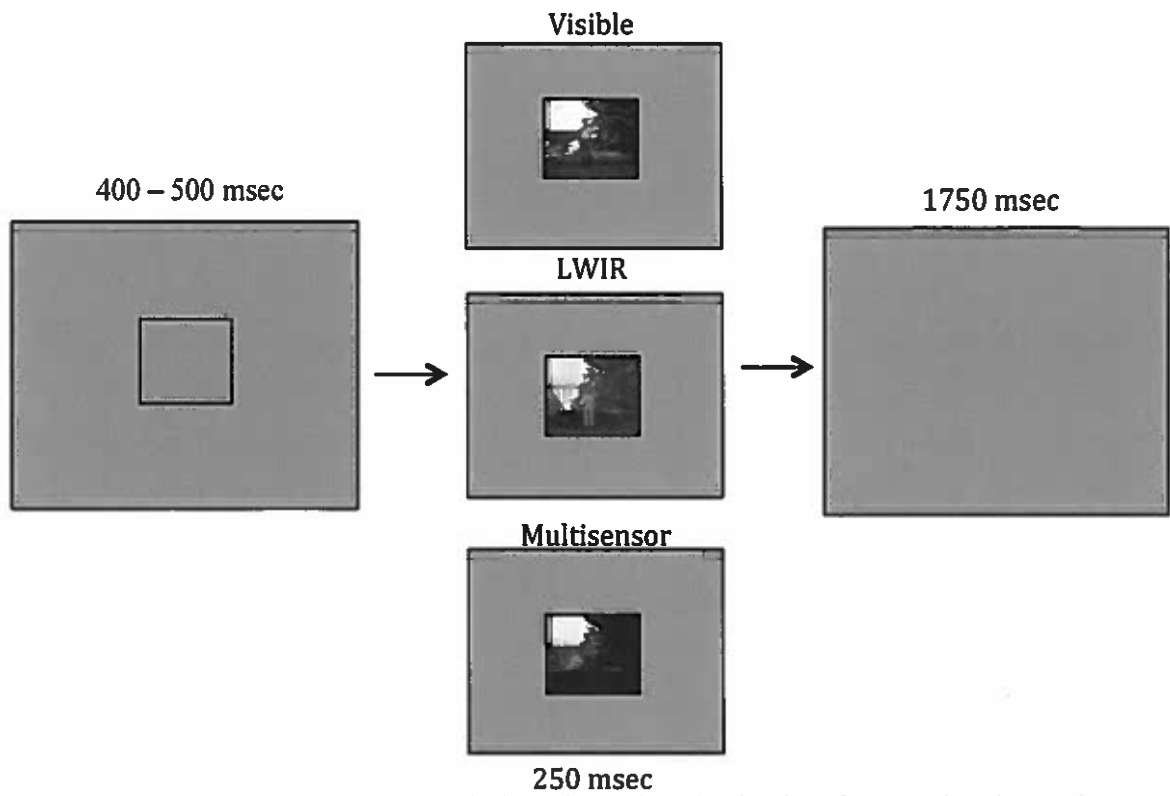 Visible
400 – 500 msec
1750 msec
LWIR
Multisensor
250 msec